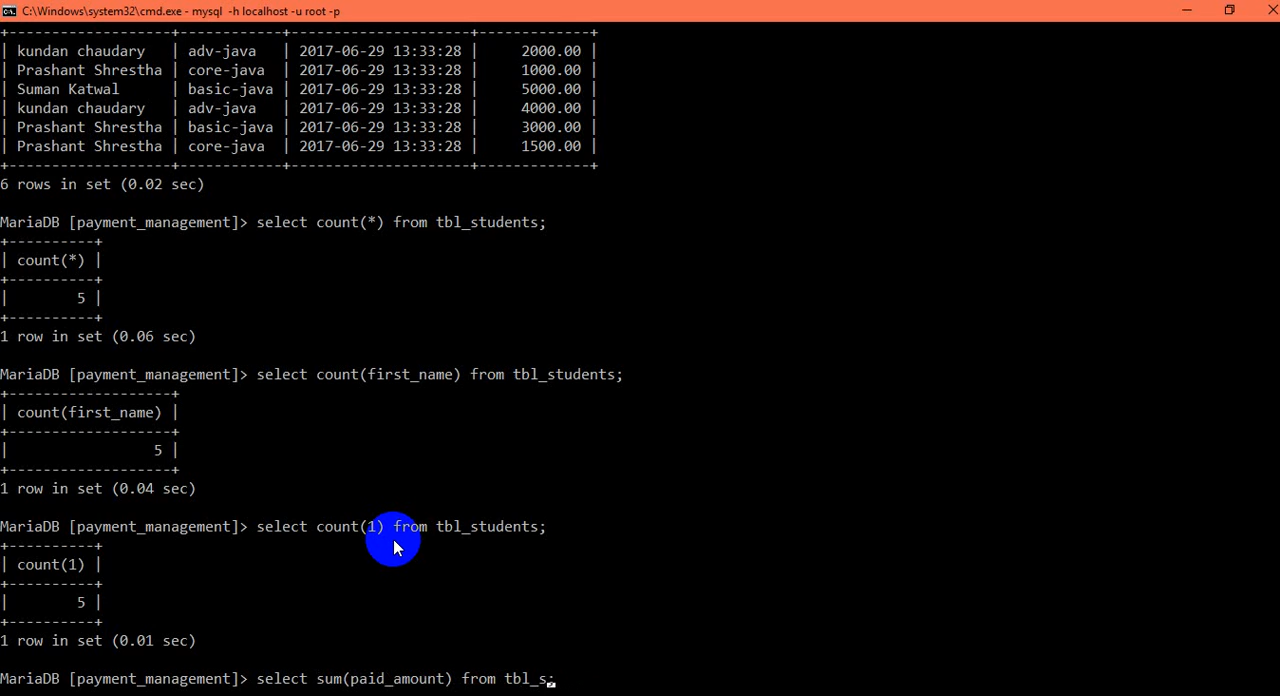 C:\Windows\system32\cmd.exe - mysql -h localhost -u root -p
+-------------------+------------+---------------------+-------------+
| kundan chaudary   | adv-java   | 2017-06-29 13:33:28 |     2000.00 |
| Prashant Shrestha | core-java  | 2017-06-29 13:33:28 |     1000.00 |
| Suman Katwal      | basic-java | 2017-06-29 13:33:28 |     5000.00 |
| kundan chaudary   | adv-java   | 2017-06-29 13:33:28 |     4000.00 |
| Prashant Shrestha | basic-java | 2017-06-29 13:33:28 |     3000.00 |
| Prashant Shrestha | core-java  | 2017-06-29 13:33:28 |     1500.00 |
+-------------------+------------+---------------------+-------------+
6 rows in set (0.02 sec)
MariaDB [payment_management]> select count(*) from tbl_students;
+----------+
| count(*) |
+----------+
|        5 |
+----------+
1 row in set (0.06 sec)
MariaDB [payment_management]> select count(first_name) from tbl_students;
+-------------------+
| count(first_name) |
+-------------------+
|                 5 |
+-------------------+
1 row in set (0.04 sec)
MariaDB [payment_management]> select count(1) from tbl_students;
+----------+
| count(1) |
+----------+
|        5 |
+----------+
1 row in set (0.01 sec)
MariaDB [payment_management]> select sum(paid_amount) from tbl_s;